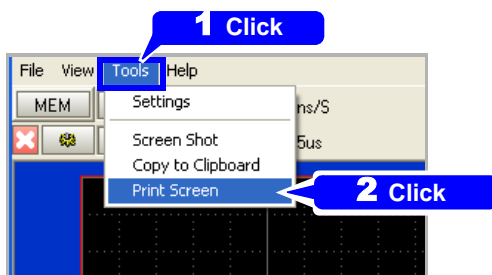 1 Click
File View Tools Help
MEM
Settings
ns/S
Screen Shot
5us
Copy to Clipboard
Print Screen
2 Click